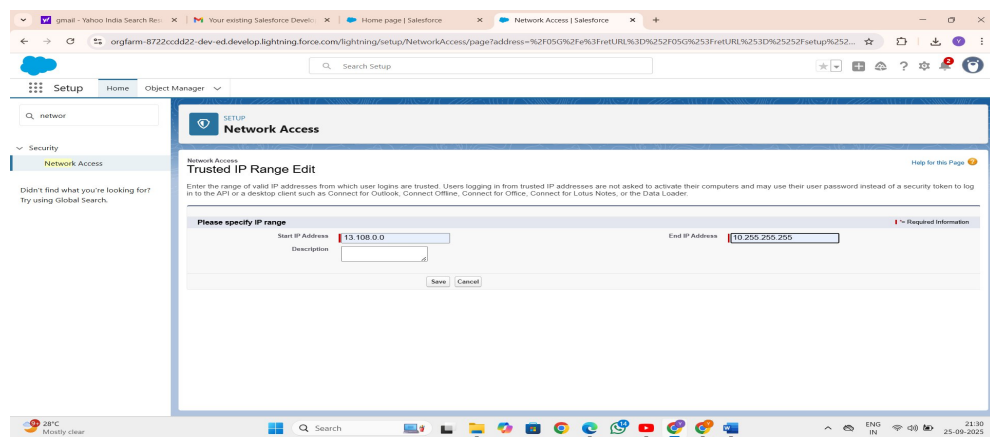 gmail - Yahoo India Search Res
Your existing Salesforce Develo
Home page | Salesforce
Network Access | Salesforce
orgfarm-8722ccdd22-dev-ed.develop.lightning.force.com/lightning/setup/NetworkAccess/page?address=%2F05G%2Fe%3FretURL%3D%252F05G%253FretURL%253D%25252Fsetup%252...
Y
Search Setup
2
Setup
Home
Object Manager
networ
SETUP
Network Access
Security
Network Access
Didn't find what you're looking for?
Try using Global Search.
Network Access
Trusted IP Range Edit
Help for this Page
Enter the range of valid IP addresses from which user logins are trusted. Users logging in from trusted IP addresses are not asked to activate their computers and may use their user password instead of a security token to log
in to the API or a desktop client such as Connect for Outlook, Connect Offline, Connect for Office, Connect for Lotus Notes, or the Data Loader.
Please specify IP range
= Required Information
Start IP Address 13.108.0.0
End IP Address 10.255.255.255
Description
Save Cancel
28°C
Mostly clear
Search
ENG
IN
21:30
25-09-2025